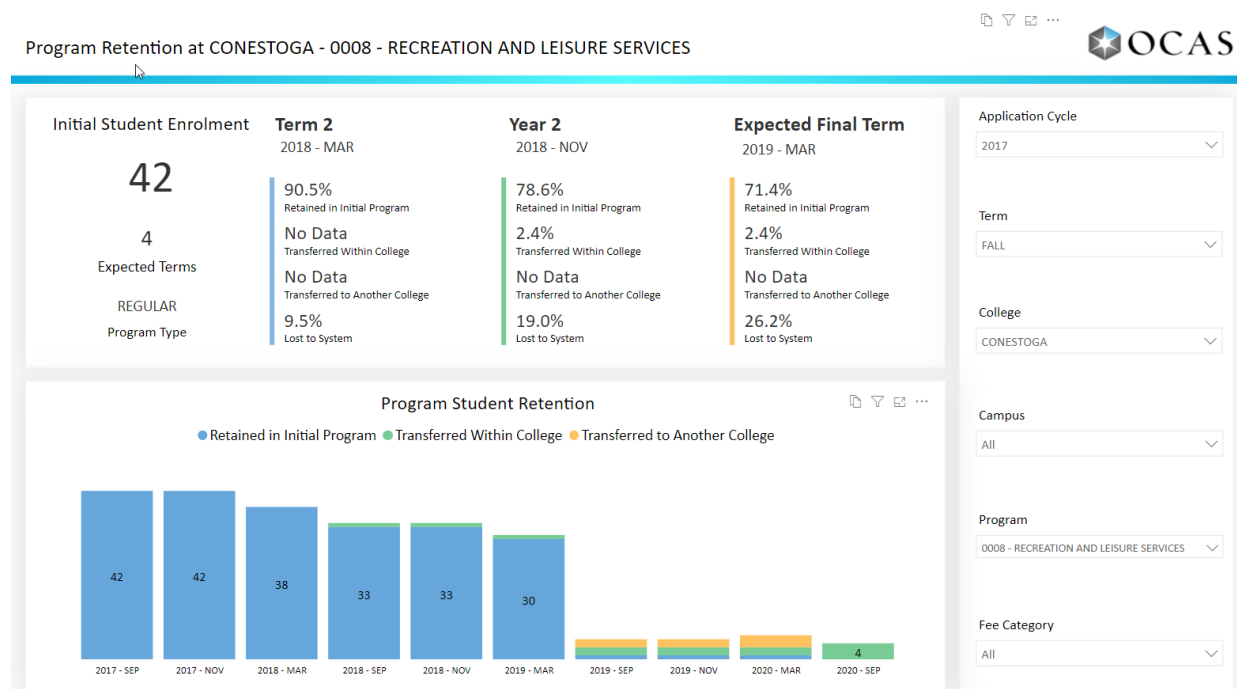 Program Retention at CONESTOGA - 0008 - RECREATION AND LEISURE SERVICES
OCAS
Initial Student Enrolment
42
4
Expected Terms
REGULAR
Program Type
Term 2
2018 - MAR
90.5%
Retained in Initial Program
No Data
Transferred Within College
No Data
Transferred to Another College
9.5%
Lost to System
Year 2
2018 - NOV
78.6%
Retained in Initial Program
2.4%
Transferred Within College
No Data
Transferred to Another College
19.0%
Lost to System
Expected Final Term
2019 - MAR
71.4%
Retained in Initial Program
2.4%
Transferred Within College
No Data
Transferred to Another College
26.2%
Lost to System
Program Student Retention
Retained in Initial Program Transferred Within College Transferred to Another College
42 42 38 33 33 30 4
2017 - SEP 2017 - NOV 2018 - MAR 2018 - SEP 2018 - NOV 2019 - MAR 2019 - SEP 2019 - NOV 2020 - MAR 2020 - SEP
Application Cycle
2017
Term
FALL
College
CONESTOGA
Campus
All
Program
0008 - RECREATION AND LEISURE SERVICES
Fee Category
All